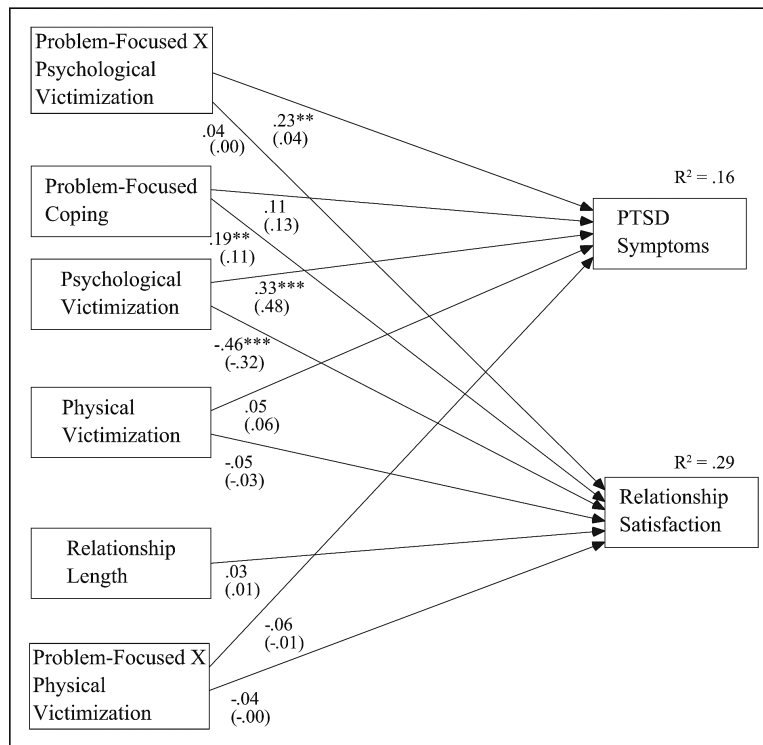 Problem-Focused X
Psychological
Victimization
.04
(.00)
.23**
(.04)
R² = .16
Problem-Focused
Coping
.11
(.13)
PTSD
Symptoms
.19**
(.11)
Psychological
Victimization
.33***
(.48)
-.46***
(-.32)
Physical
Victimization
.05
(.06)
-.05
(-.03)
R² = .29
Relationship
Satisfaction
Relationship
Length
.03
(.01)
-.06
(-.01)
Problem-Focused X
Physical
Victimization
-.04
(-.00)